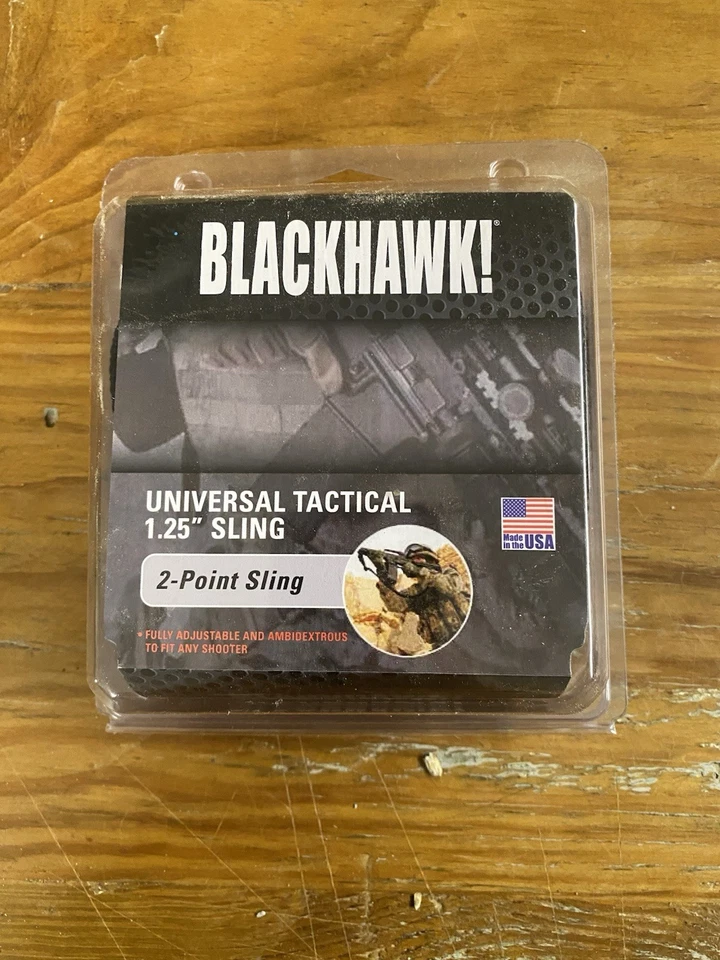 BLACKHAWK!®
UNIVERSAL TACTICAL
1.25” SLING
Made
in the USA
2-Point Sling
* FULLY ADJUSTABLE AND AMBIDEXTROUS
TO FIT ANY SHOOTER